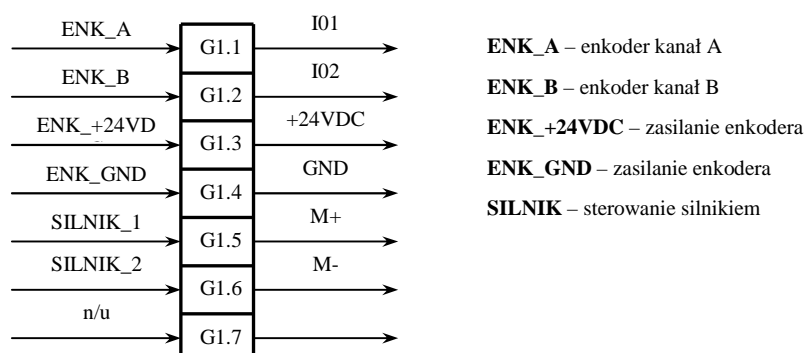 ENK_A G1.1 I01
ENK_B G1.2 I02
ENK_+24VD G1.3 +24VDC
ENK_GND G1.4 GND
SILNIK_1 G1.5 M+
SILNIK_2 G1.6 M-
n/u G1.7
ENK_A – enkoder kanał A
ENK_B – enkoder kanał B
ENK_+24VDC – zasilanie enkodera
ENK_GND – zasilanie enkodera
SILNIK – sterowanie silnikiem